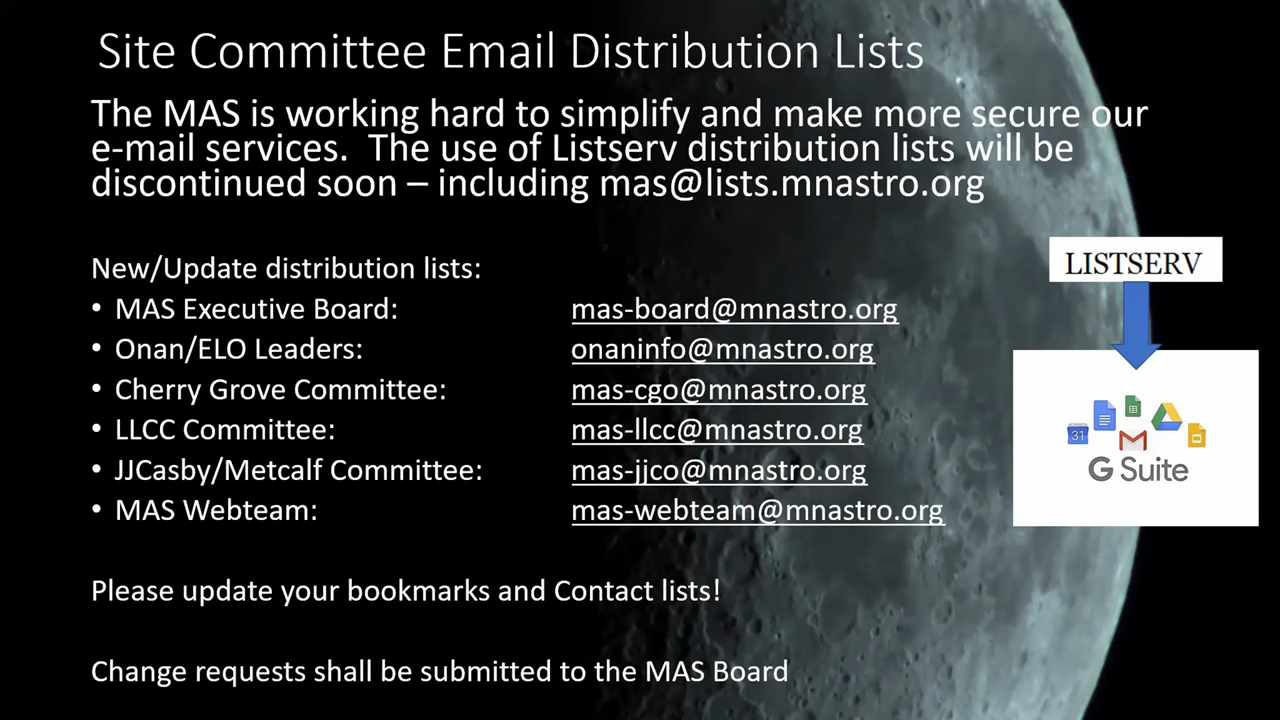 Site Committee Email Distribution Lists
The MAS is working hard to simplify and make more secure our
e-mail services.  The use of Listserv distribution lists will be
discontinued soon – including mas@lists.mnastro.org
New/Update distribution lists:
• MAS Executive Board: mas-board@mnastro.org
• Onan/ELO Leaders: onaninfo@mnastro.org
• Cherry Grove Committee: mas-cgo@mnastro.org
• LLCC Committee: mas-llcc@mnastro.org
• JJCasby/Metcalf Committee: mas-jjco@mnastro.org
• MAS Webteam: mas-webteam@mnastro.org
Please update your bookmarks and Contact lists!
Change requests shall be submitted to the MAS Board
LISTSERV
31
G Suite